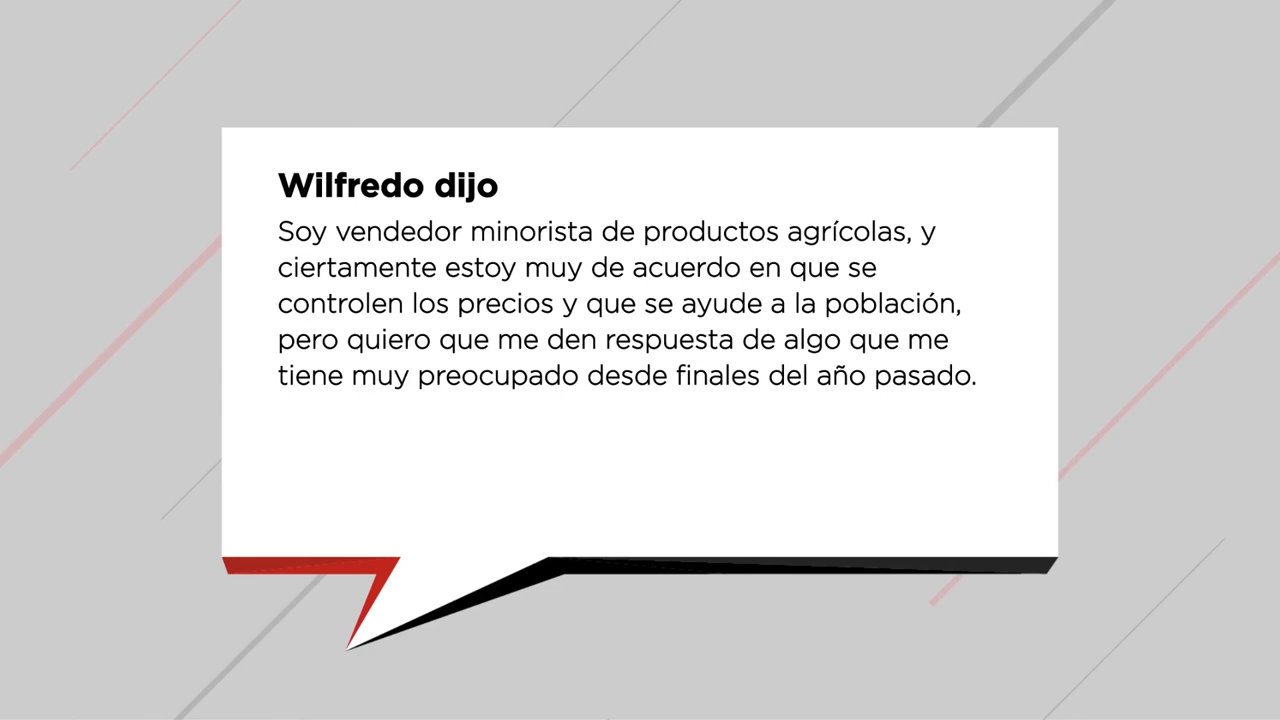 Wilfredo dijo
Soy vendedor minorista de productos agrícolas, y
ciertamente estoy muy de acuerdo en que se
controlen los precios y que se ayude a la población,
pero quiero que me den respuesta de algo que me
tiene muy preocupado desde finales del año pasado.